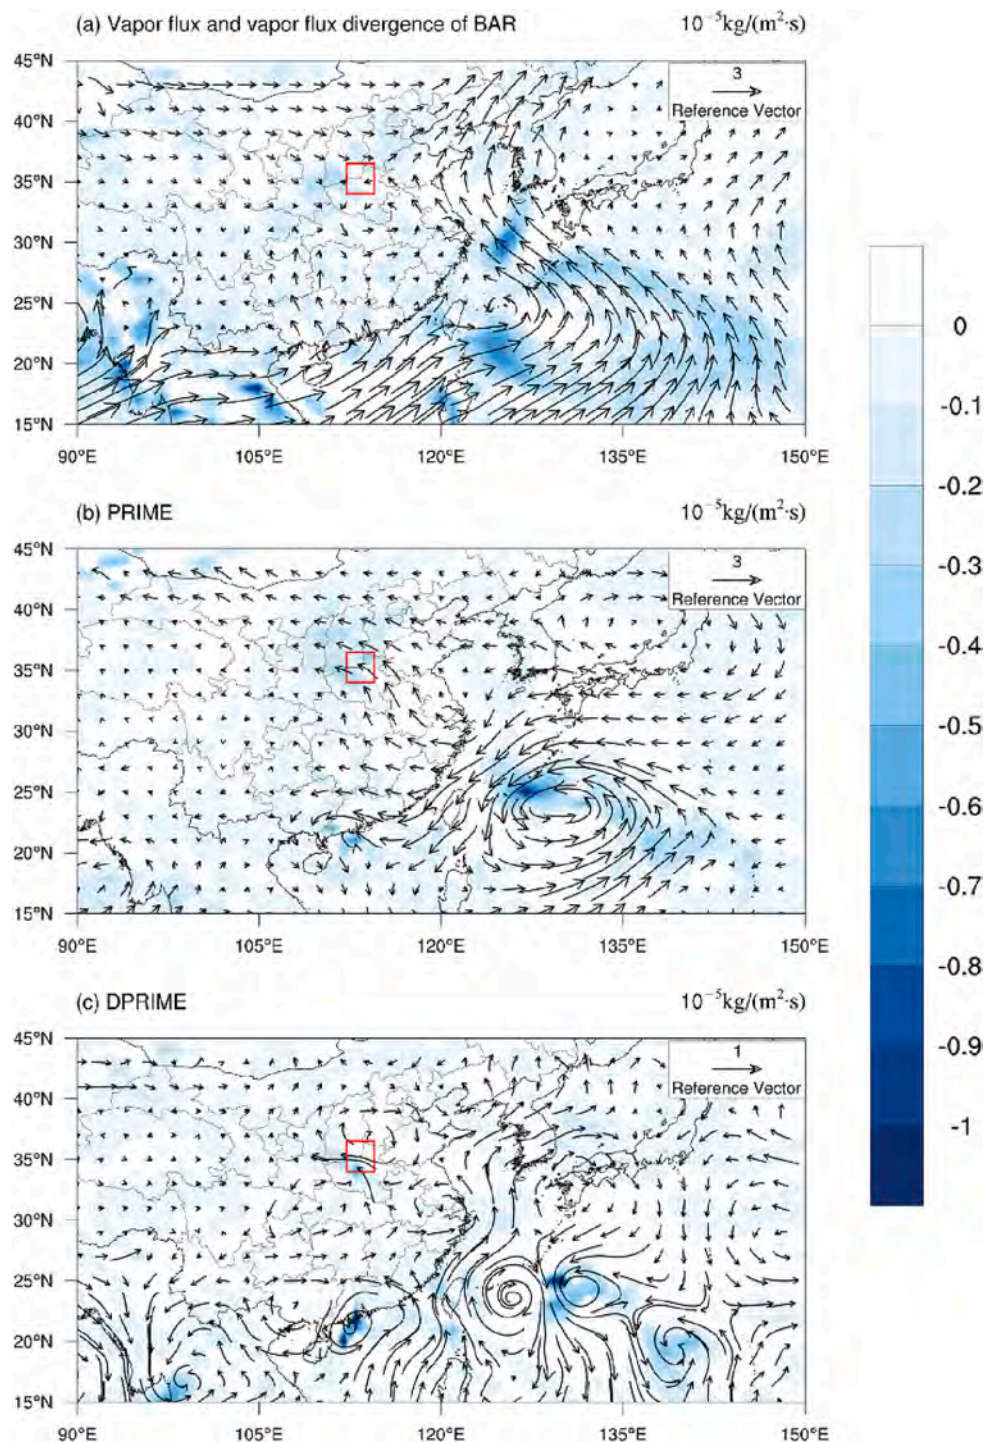 (a) Vapor flux and vapor flux divergence of BAR 10⁻⁵kg/(m²·s)
45°N
3
Reference Vector
40°N
35°N
30°N
25°N
20°N
15°N
90°E 105°E 120°E 135°E 150°E
(b) PRIME 10⁻⁵kg/(m²·s)
45°N
3
Reference Vector
40°N
35°N
30°N
25°N
20°N
15°N
90°E 105°E 120°E 135°E 150°E
(c) DPRIME 10⁻⁵kg/(m²·s)
45°N
1
Reference Vector
40°N
35°N
30°N
25°N
20°N
15°N
90°E 105°E 120°E 135°E 150°E
0
-0.1
-0.2
-0.3
-0.4
-0.5
-0.6
-0.7
-0.8
-0.9
-1